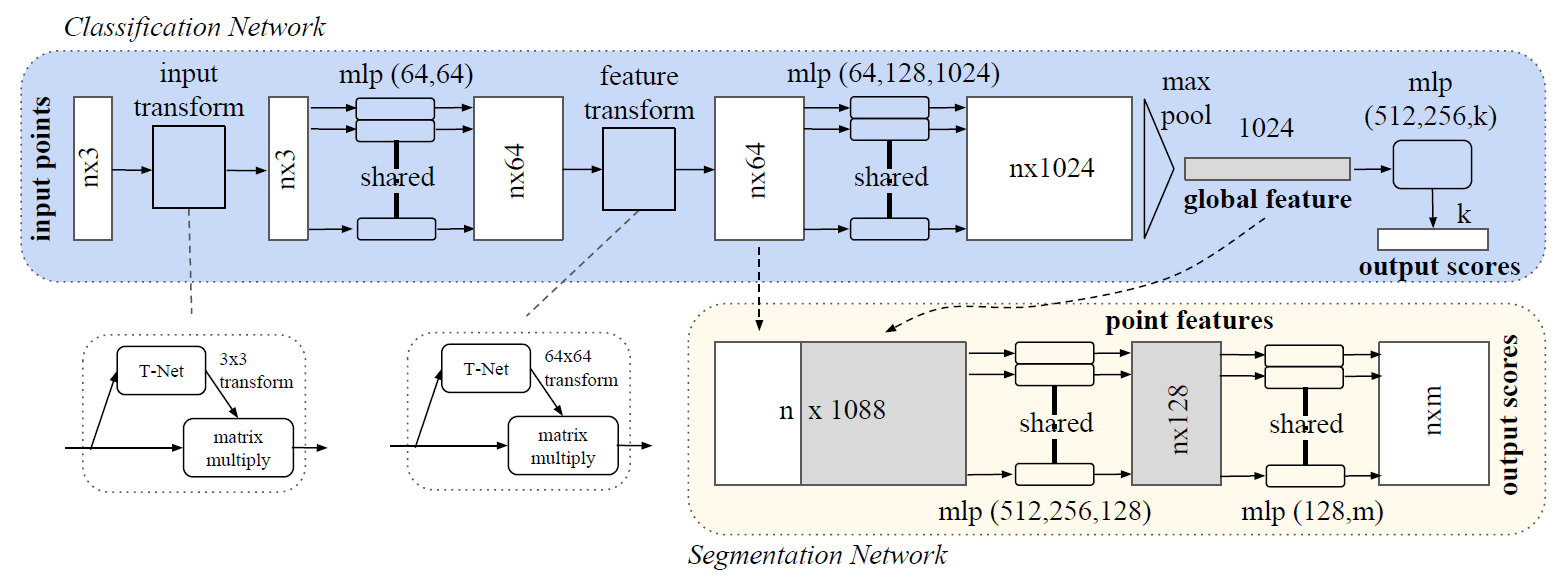 Classification Network
input points
nx3
input
transform
nx3
mlp (64,64)
shared
nx64
feature
transform
nx64
mlp (64,128,1024)
shared
nx1024
max
pool
1024
global feature
mlp
(512,256,k)
k
output scores
T-Net
3x3
transform
matrix
multiply
T-Net
64x64
transform
matrix
multiply
point features
n x 1088
shared
mlp (512,256,128)
nx128
shared
mlp (128,m)
nxm
output scores
Segmentation Network